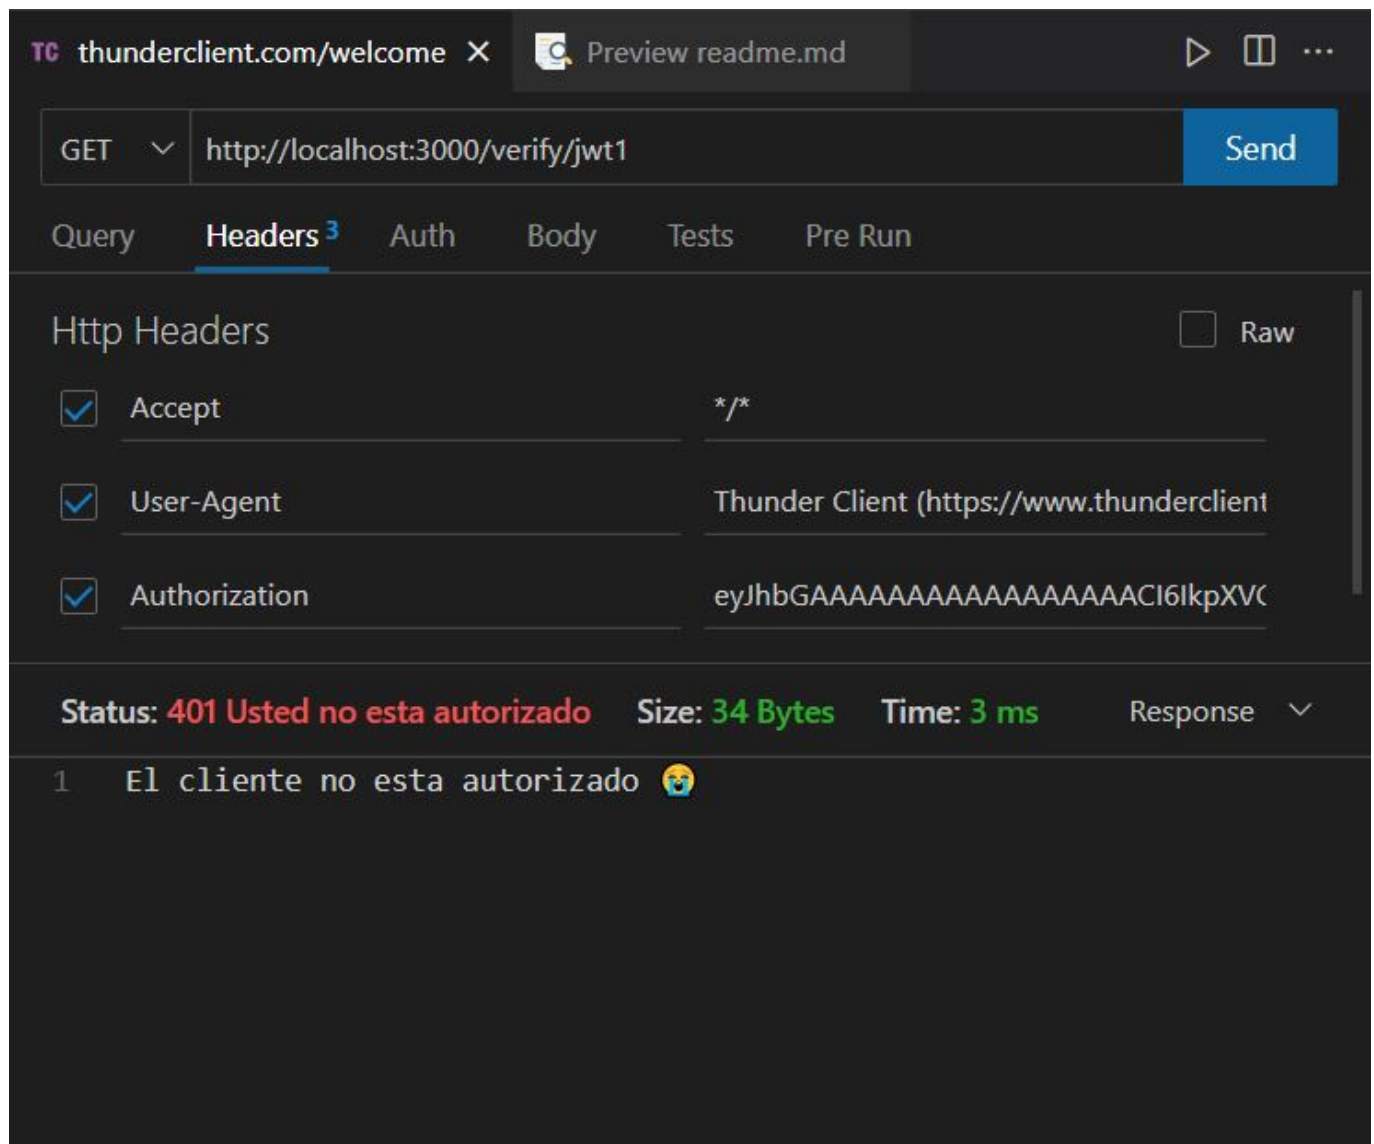 TC thunderclient.com/welcome Preview readme.md
GET http://localhost:3000/verify/jwt1 Send
Query Headers 3 Auth Body Tests Pre Run
Http Headers Raw
Accept */*
User-Agent Thunder Client (https://www.thunderclient
Authorization eyJhbGAAAAAAAAAAAAAAAAACI6IkpXVC
Status: 401 Usted no esta autorizado Size: 34 Bytes Time: 3 ms Response
1 El cliente no esta autorizado 😭